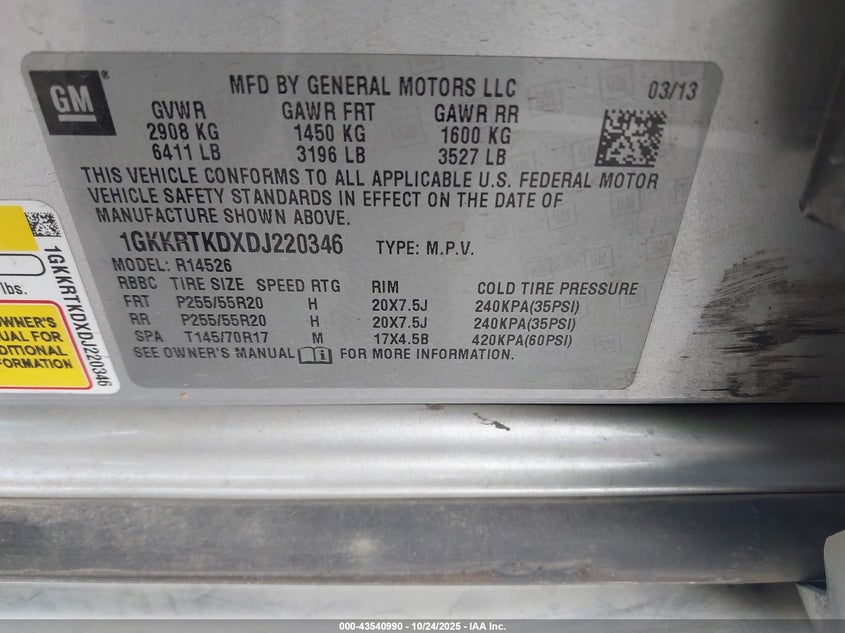 GM®
MFD BY GENERAL MOTORS LLC 03/13
GVWR GAWR FRT GAWR RR
2908 KG 1450 KG 1600 KG
6411 LB 3196 LB 3527 LB
THIS VEHICLE CONFORMS TO ALL APPLICABLE U.S. FEDERAL MOTOR
VEHICLE SAFETY STANDARDS IN EFFECT ON THE DATE OF
MANUFACTURE SHOWN ABOVE.
1GKKRTKDXDJ220346 TYPE: M.P.V.
MODEL: R14526
RBBC TIRE SIZE SPEED RTG RIM COLD TIRE PRESSURE
FRT P255/55R20 H 20X7.5J 240KPA(35PSI)
RR P255/55R20 H 20X7.5J 240KPA(35PSI)
SPA T145/70R17 M 17X4.5B 420KPA(60PSI)
SEE OWNER'S MANUAL FOR MORE INFORMATION.
1GKKRTKDXDJ220346
lbs.
OWNER'S
UAL FOR
DITIONAL
FORMATION
000-43540990 - 10/24/2025 - IAA Inc.